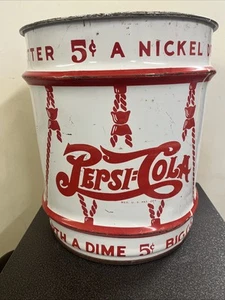 TTER 5¢ A NICKEL D
PEPSI-COLA
TH A DIME 5¢ BIG